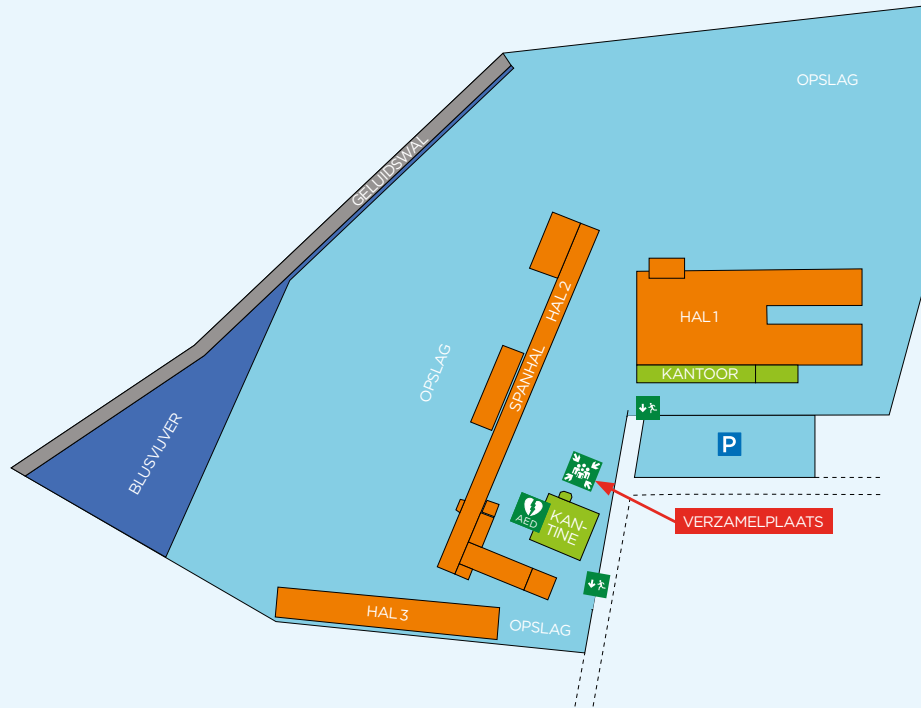 OPSLAG
GELUIDSWAL
HAL 2
SPANHAL
HAL 1
OPSLAG
KANTOOR
BLUSVIJVER
P
AED
KAN-
TINE
VERZAMELPLAATS
HAL 3
OPSLAG